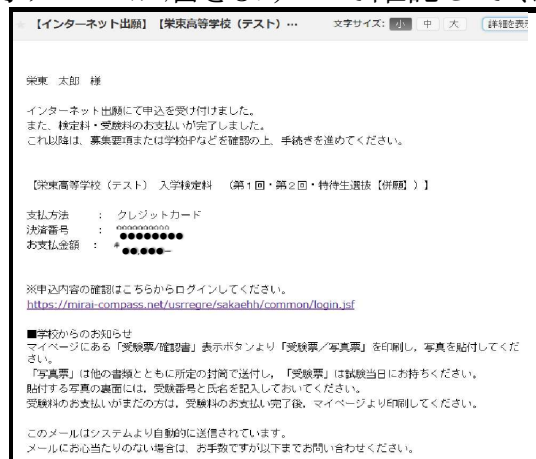 【インターネット出願】【栄東高等学校（テスト）… 文字サイズ: 小 中 大 詳細を表
栄東 太郎 様
インターネット出願にて申込を受け付けました。
また、検定料・受験料のお支払いが完了しました。
これ以降は、募集要項または学校HPなどを確認の上、手続きを進めてください。
【栄東高等学校（テスト） 入学検定料 （第1回・第2回・特待生選抜【併願】）】
支払方法 ： クレジットカード
決済番号 ：
お支払金額 ：
※申込内容の確認はこちらからログインしてください。
https://mirai-compass.net/usrregre/sakaehh/common/login.jsf
■学校からのお知らせ
マイページにある「受験票/確認書」表示ボタンより「受験票／写真票」を印刷し、写真を貼付してくだ
さい。
「写真票」は他の書類とともに所定の封筒で送付し、「受験票」は試験当日にお持ちください。
貼付する写真の裏面には、受験番号と氏名を記入しておいてください。
受験料のお支払いがまだの方は、受験料のお支払い完了後、マイページより印刷してください。
このメールはシステムより自動的に送信されています。
メールにお心当たりのない場合は、お手数ですが以下までお問い合わせください。